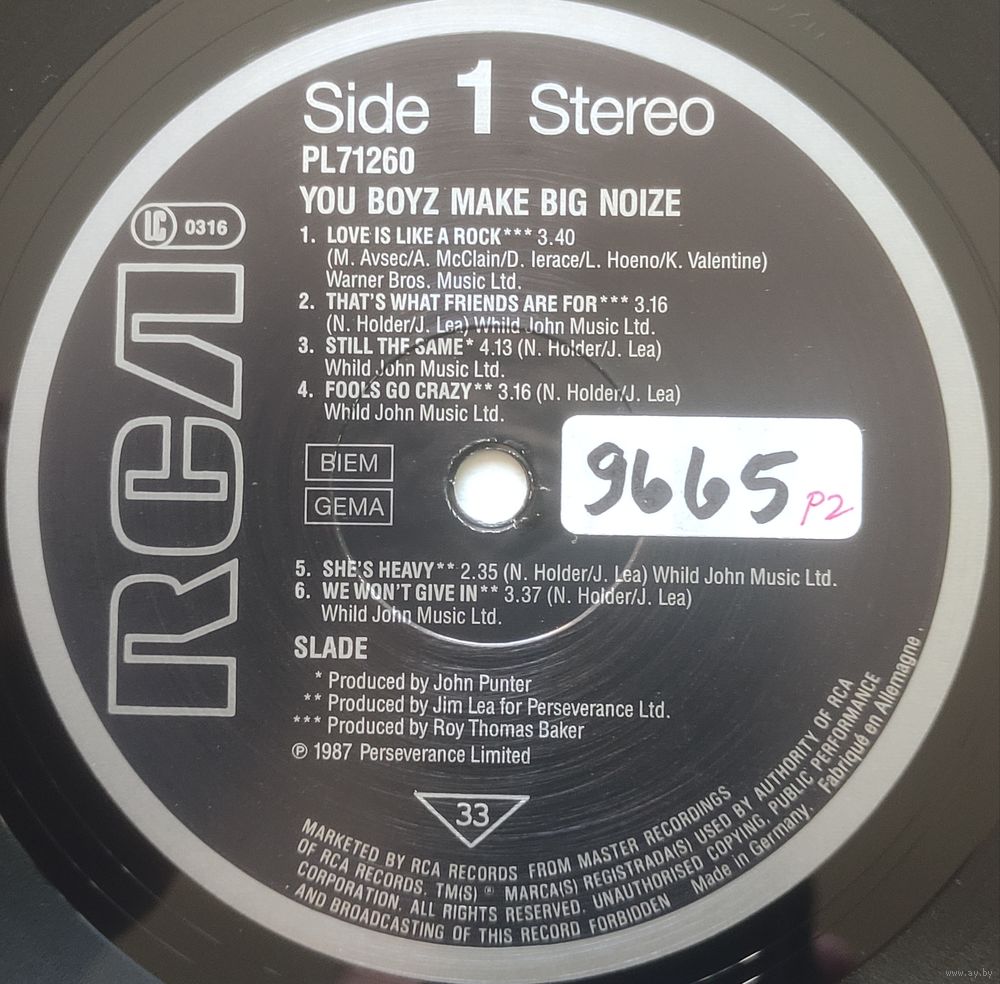 Side 1 Stereo
PL71260
YOU BOYZ MAKE BIG NOIZE
LC 0316
RCA
1. LOVE IS LIKE A ROCK*** 3.40
(M. Avsec/A. McClain/D. Ierace/L. Hoeno/K. Valentine)
Warner Bros. Music Ltd.
2. THAT'S WHAT FRIENDS ARE FOR*** 3.16
(N. Holder/J. Lea) Whild John Music Ltd.
3. STILL THE SAME* 4.13 (N. Holder/J. Lea)
Whild John Music Ltd.
4. FOOLS GO CRAZY** 3.16 (N. Holder/J. Lea)
Whild John Music Ltd.
BIEM
GEMA
9665 P2
5. SHE'S HEAVY** 2.35 (N. Holder/J. Lea) Whild John Music Ltd.
6. WE WON'T GIVE IN** 3.37 (N. Holder/J. Lea)
Whild John Music Ltd.
SLADE
* Produced by John Punter
** Produced by Jim Lea for Perseverance Ltd.
*** Produced by Roy Thomas Baker
℗ 1987 Perseverance Limited
33
MARKETED BY RCA RECORDS FROM MASTER RECORDINGS
OF RCA RECORDS. TM(S) ® MARCA(S) REGISTRADA(S) USED BY AUTHORITY OF RCA
CORPORATION. ALL RIGHTS RESERVED. UNAUTHORISED COPYING, PUBLIC PERFORMANCE
AND BROADCASTING OF THIS RECORD FORBIDDEN Made in Germany. Fabriqué en Allemagne.
www.ay.by